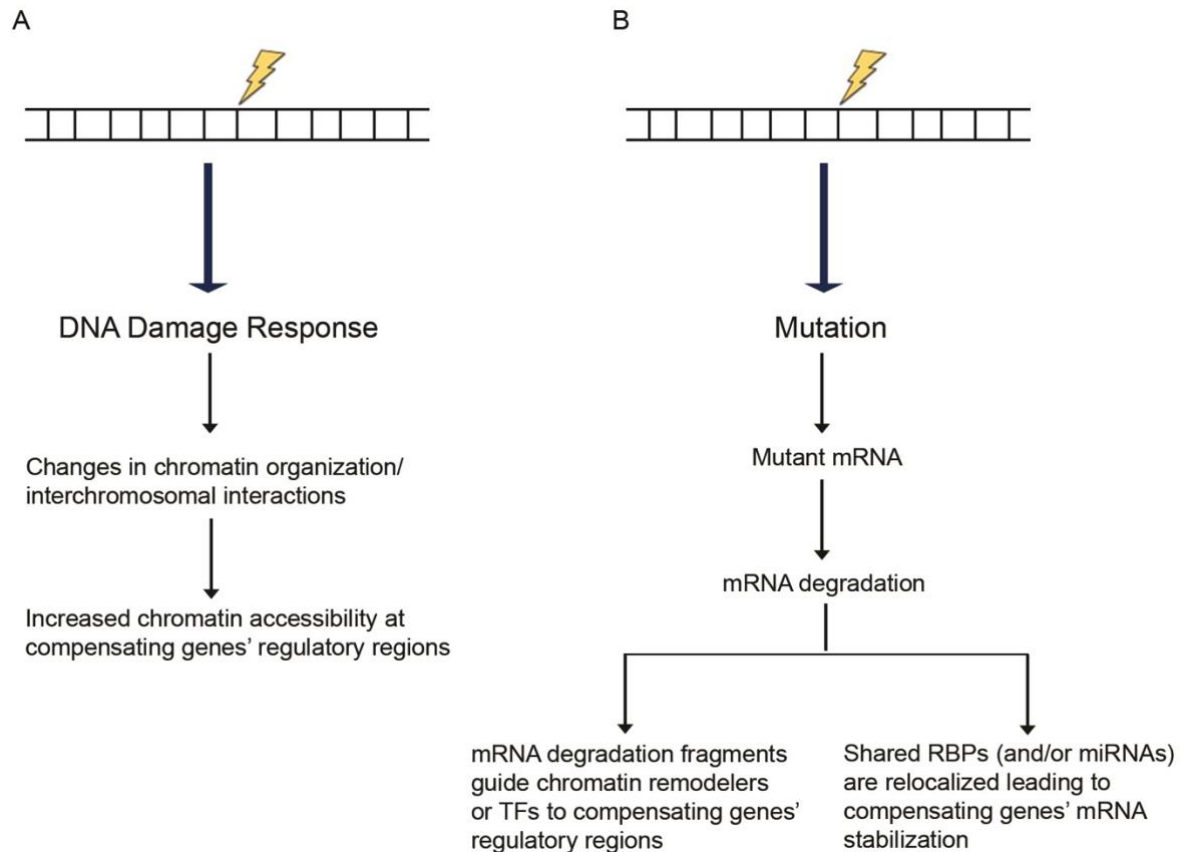 A
DNA Damage Response
Changes in chromatin organization/
interchromosomal interactions
Increased chromatin accessibility at
compensating genes’ regulatory regions
B
Mutation
Mutant mRNA
mRNA degradation
mRNA degradation fragments
guide chromatin remodelers
or TFs to compensating genes’
regulatory regions
Shared RBPs (and/or miRNAs)
are relocalized leading to
compensating genes’ mRNA
stabilization